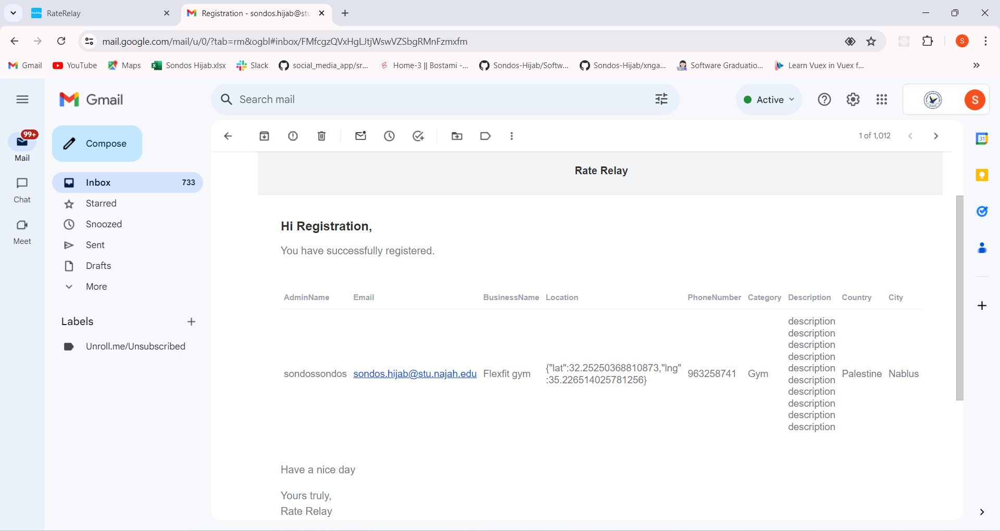 RateRelay
Registration - sondos.hijab@stu
mail.google.com/mail/u/0/?tab=rm&ogbl#inbox/FMfcgzQVxHgLJtjWswVZSbgRMnFzmxfm
S
Gmail
YouTube
Maps
Sondos Hijab.xlsx
Slack
social_media_app/sr...
Home-3 || Bostami -...
Sondos-Hijab/Softw...
Sondos-Hijab/xnga...
Software Graduatio...
Learn Vuex in Vuex f...
Gmail
Search mail
Active
S
99+
Mail
Chat
Meet
Compose
Inbox 733
Starred
Snoozed
Sent
Drafts
More
Labels
Unroll.me/Unsubscribed
1 of 1,012
31
Rate Relay
Hi Registration,
You have successfully registered.
AdminName Email BusinessName Location PhoneNumber Category Description Country City
sondossondos sondos.hijab@stu.najah.edu Flexfit gym
{"lat":32.25250368810873,"lng"
:35.226514025781256}
963258741 Gym
description
description
description
description
description
description
description
description
description
description
Palestine Nablus
Have a nice day
Yours truly,
Rate Relay